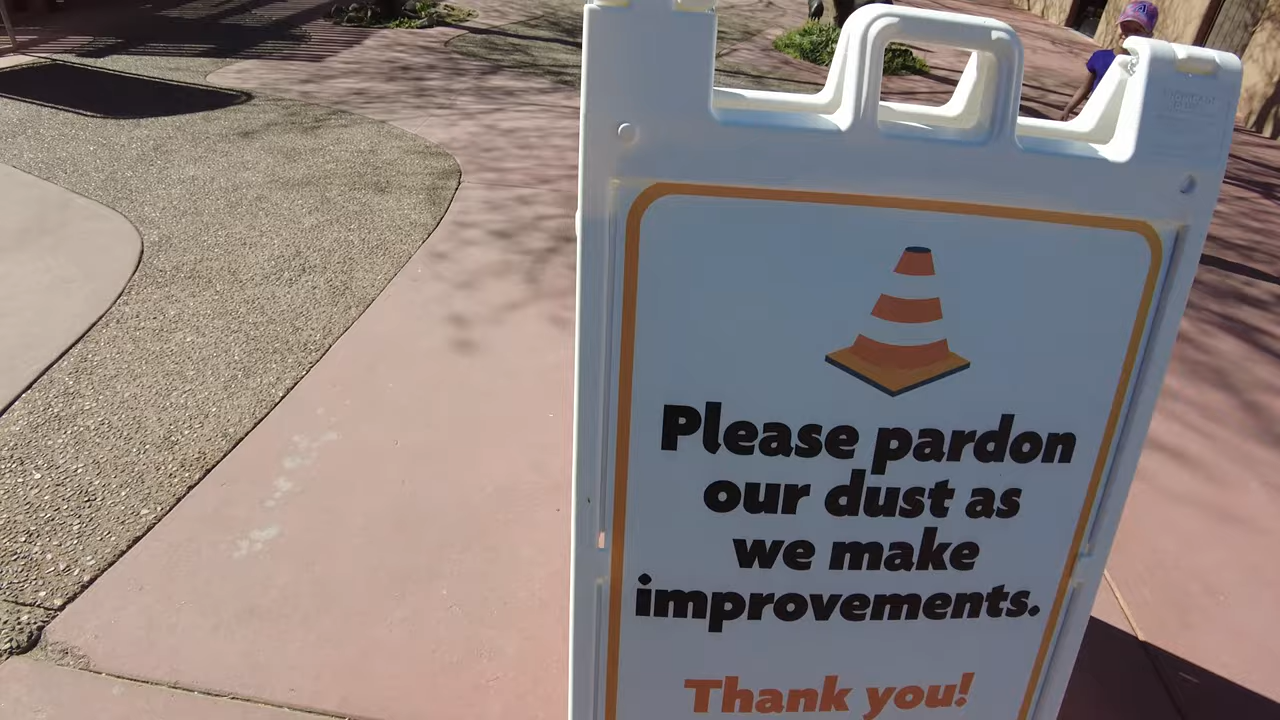 Please pardon
our dust as
we make
improvements.
Thank you!